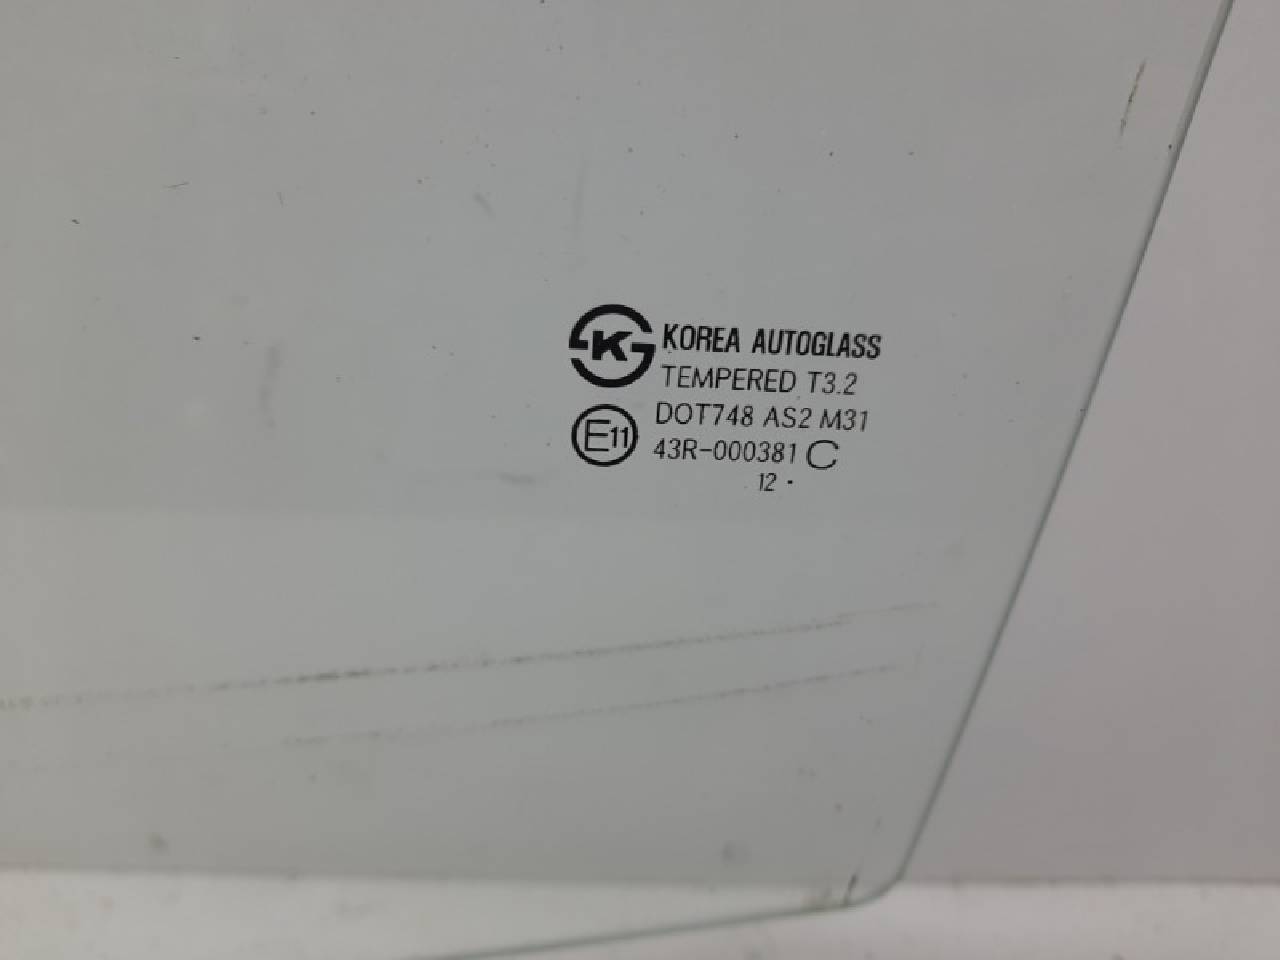 K KOREA AUTOGLASS
TEMPERED T3.2
DOT748 AS2 M31
E11 43R-000381 C
12 ·